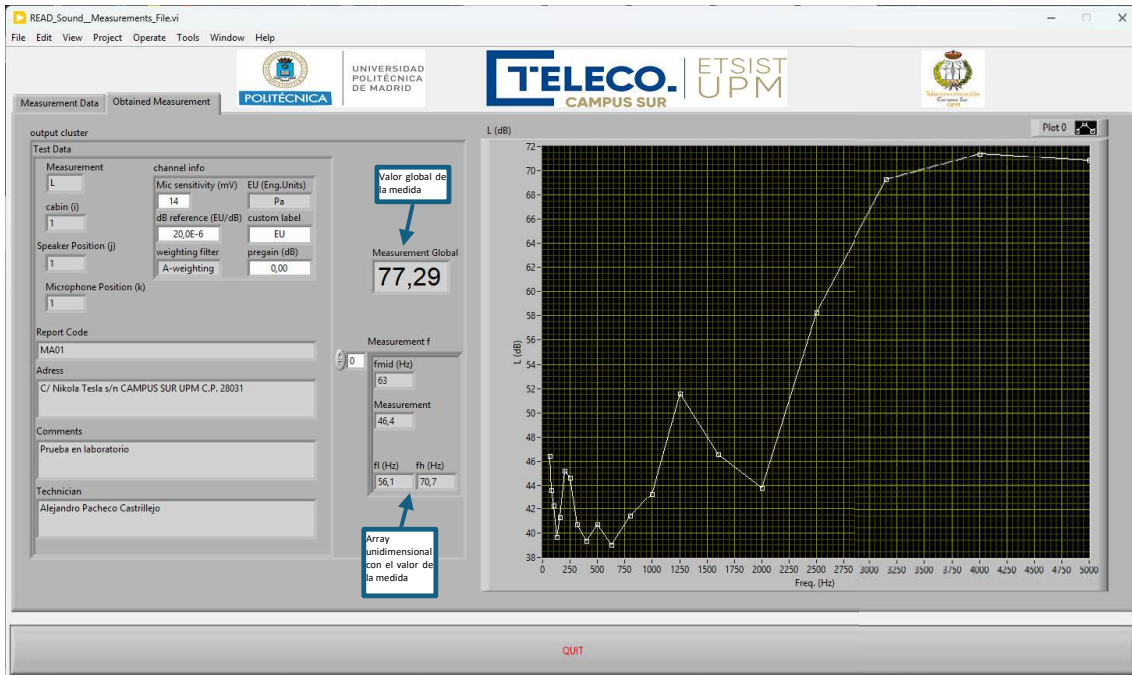 READ_Sound__Measurements_File.vi
File Edit View Project Operate Tools Window Help
POLITÉCNICA
UNIVERSIDAD
POLITÉCNICA
DE MADRID
TELECO.
CAMPUS SUR
ETSIST
UPM
Telecomunicación
Campus Sur
UPM
Measurement Data
Obtained Measurement
output cluster
Test Data
Measurement
L
cabin (i)
1
Speaker Position (j)
1
Microphone Position (k)
1
channel info
Mic sensitivity (mV) EU (Eng.Units)
14 Pa
dB reference (EU/dB) custom label
20,0E-6 EU
weighting filter pregain (dB)
A-weighting 0,00
Report Code
MA01
Adress
C/ Nikola Tesla s/n CAMPUS SUR UPM C.P. 28031
Comments
Prueba en laboratorio
Technician
Alejandro Pacheco Castrillejo
Valor global de
la medida
Measurement Global
77,29
Measurement f
0
fmid (Hz)
63
Measurement
46,4
fl (Hz) fh (Hz)
56,1 70,7
Array
unidimensional
con el valor de
la medida
L (dB)
Plot 0
72
70
68
66
64
62
60
58
56
54
52
50
48
46
44
42
40
38
L (dB)
0 250 500 750 1000 1250 1500 1750 2000 2250 2500 2750 3000 3250 3500 3750 4000 4250 4500 4750 5000
Freq. (Hz)
QUIT